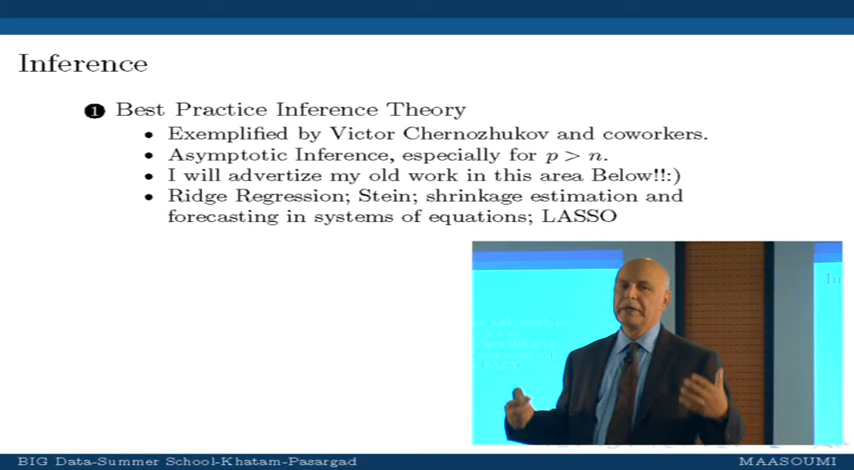 Inference
1 Best Practice Inference Theory
• Exemplified by Victor Chernozhukov and coworkers.
• Asymptotic Inference, especially for p > n.
• I will advertize my old work in this area Below!!:)
• Ridge Regression; Stein; shrinkage estimation and
forecasting in systems of equations; LASSO
In
BIG Data-Summer School-Khatam-Pasargad
MAASOUMI